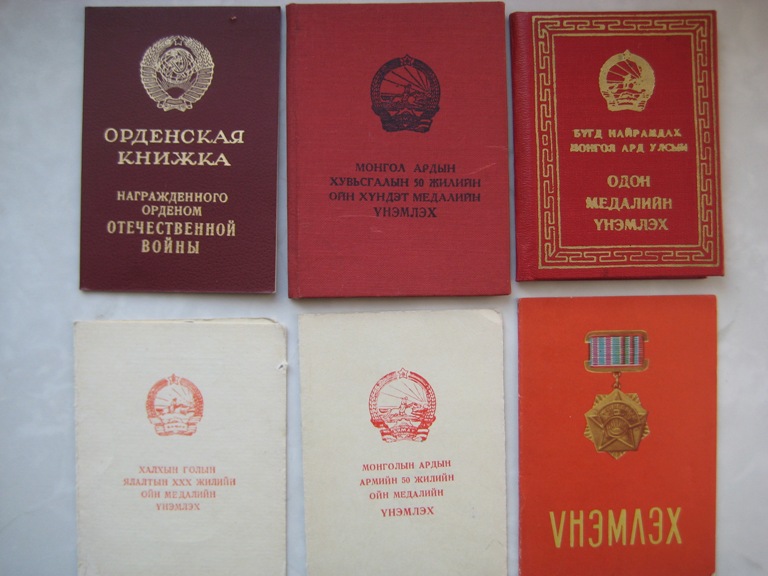 ОРДЕНСКАЯ
КНИЖКА
НАГРАЖДЕННОГО
ОРДЕНОМ
ОТЕЧЕСТВЕННОЙ
ВОЙНЫ
МОНГОЛ АРДЫН
ХУВЬСГАЛЫН 50 ЖИЛИЙН
ОЙН ХҮНДЭТ МЕДАЛИЙН
ҮНЭМЛЭХ
БҮГД НАЙРАМДАХ
МОНГОЛ АРД УЛСЫН
ОДОН
МЕДАЛИЙН
ҮНЭМЛЭХ
ХАЛХЫН ГОЛЫН
ЯЛАЛТЫН XXX ЖИЛИЙН
ОЙН МЕДАЛИЙН
ҮНЭМЛЭХ
МОНГОЛЫН АРДЫН
АРМИЙН 50 ЖИЛИЙН
ОЙН МЕДАЛИЙН
ҮНЭМЛЭХ
ҮНЭМЛЭХ